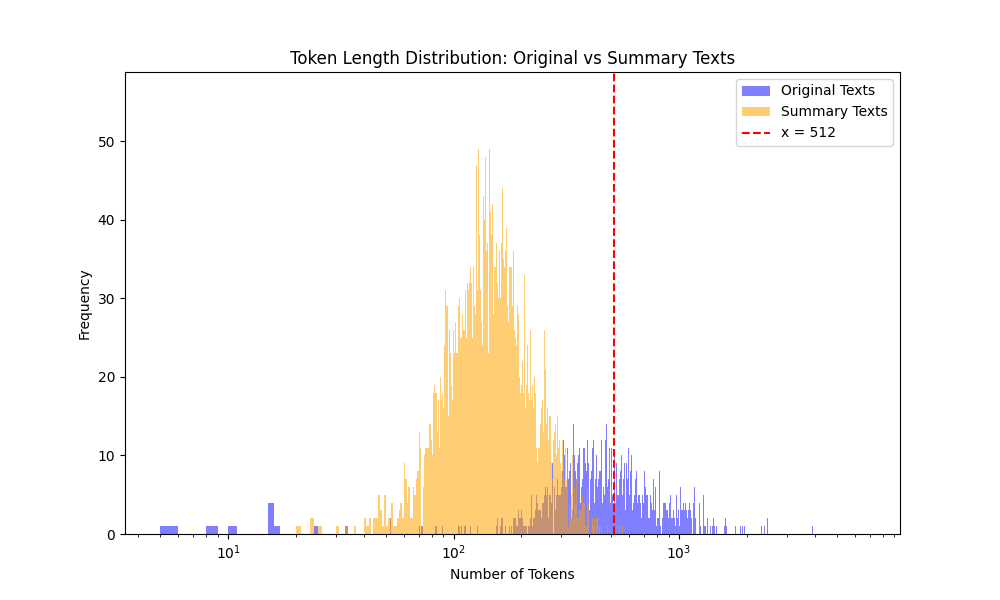 Token Length Distribution: Original vs Summary Texts
Original Texts
Summary Texts
x = 512
Frequency
50
40
30
20
10
0
10¹
10²
10³
Number of Tokens